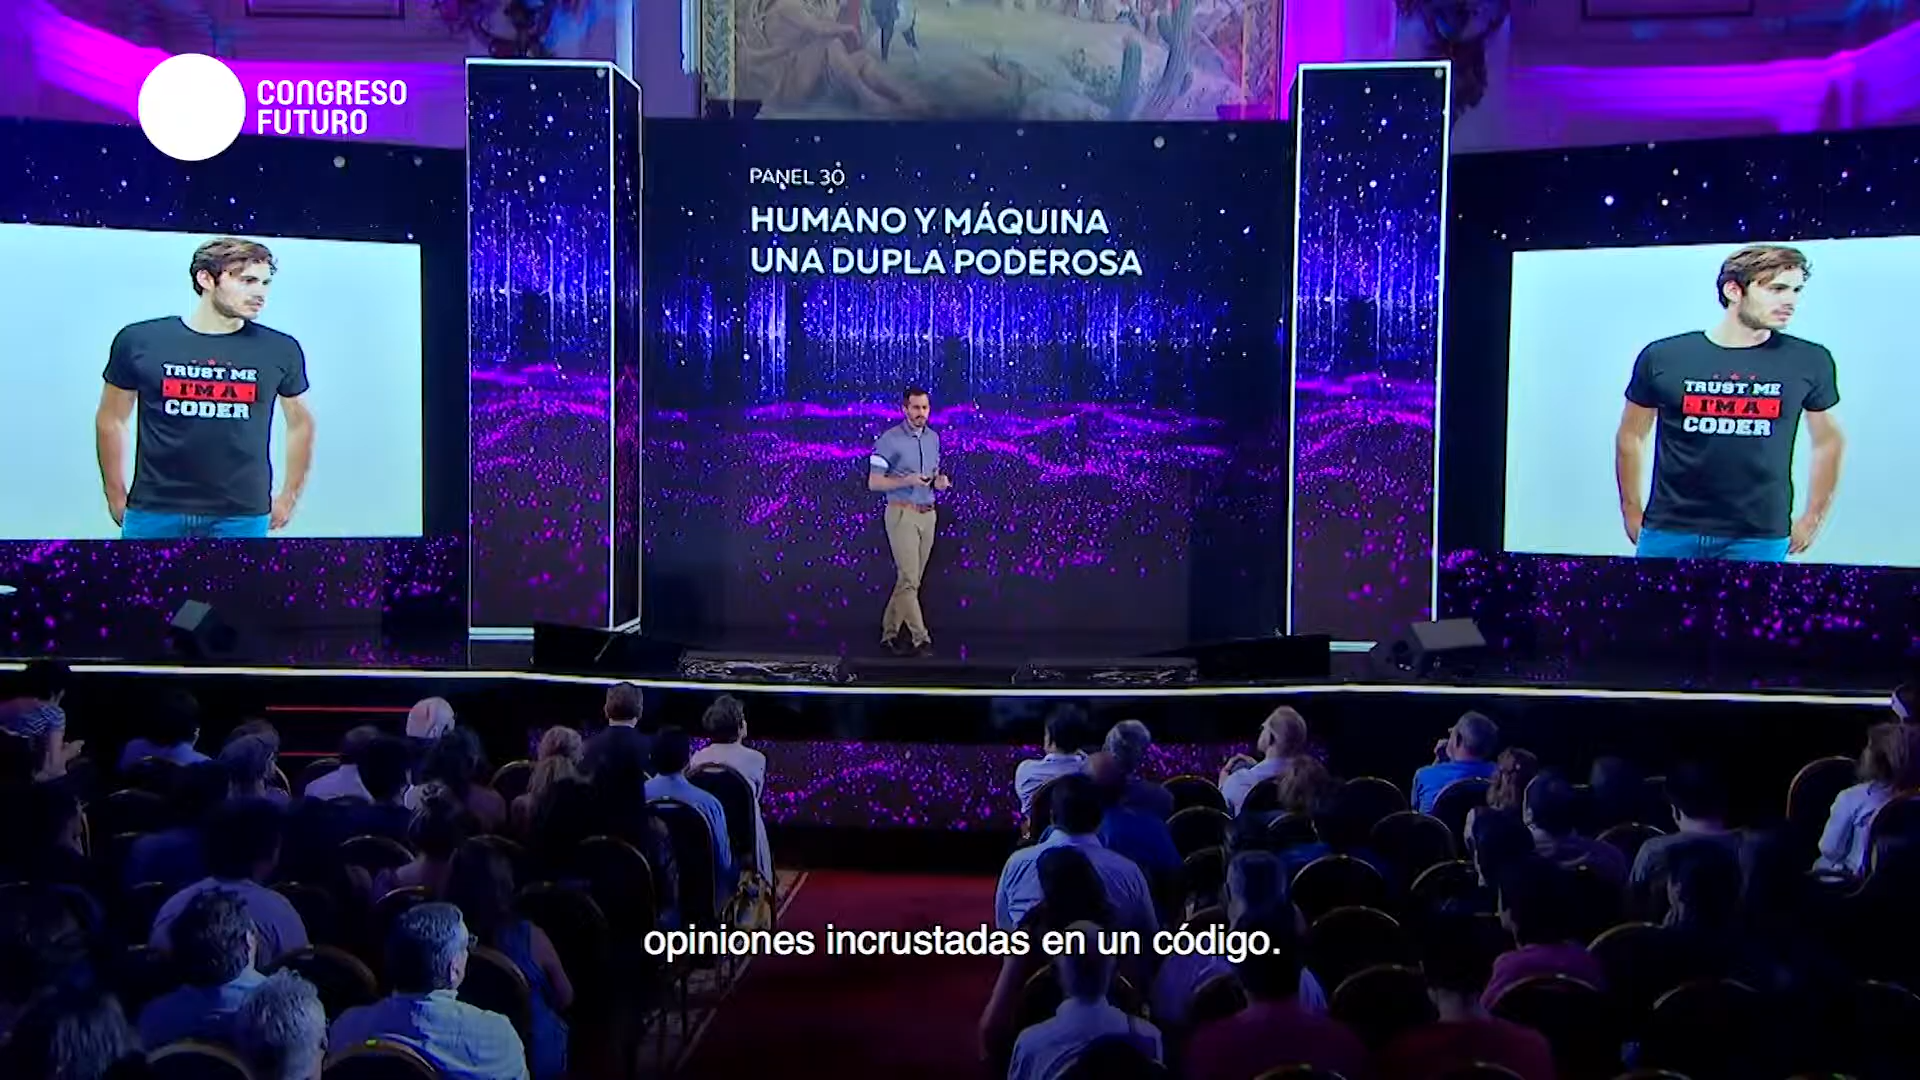 CONGRESO
FUTURO
PANEL 30
HUMANO Y MÁQUINA
UNA DUPLA PODEROSA
TRUST ME
I'M A
CODER
TRUST ME
I'M A
CODER
opiniones incrustadas en un código.